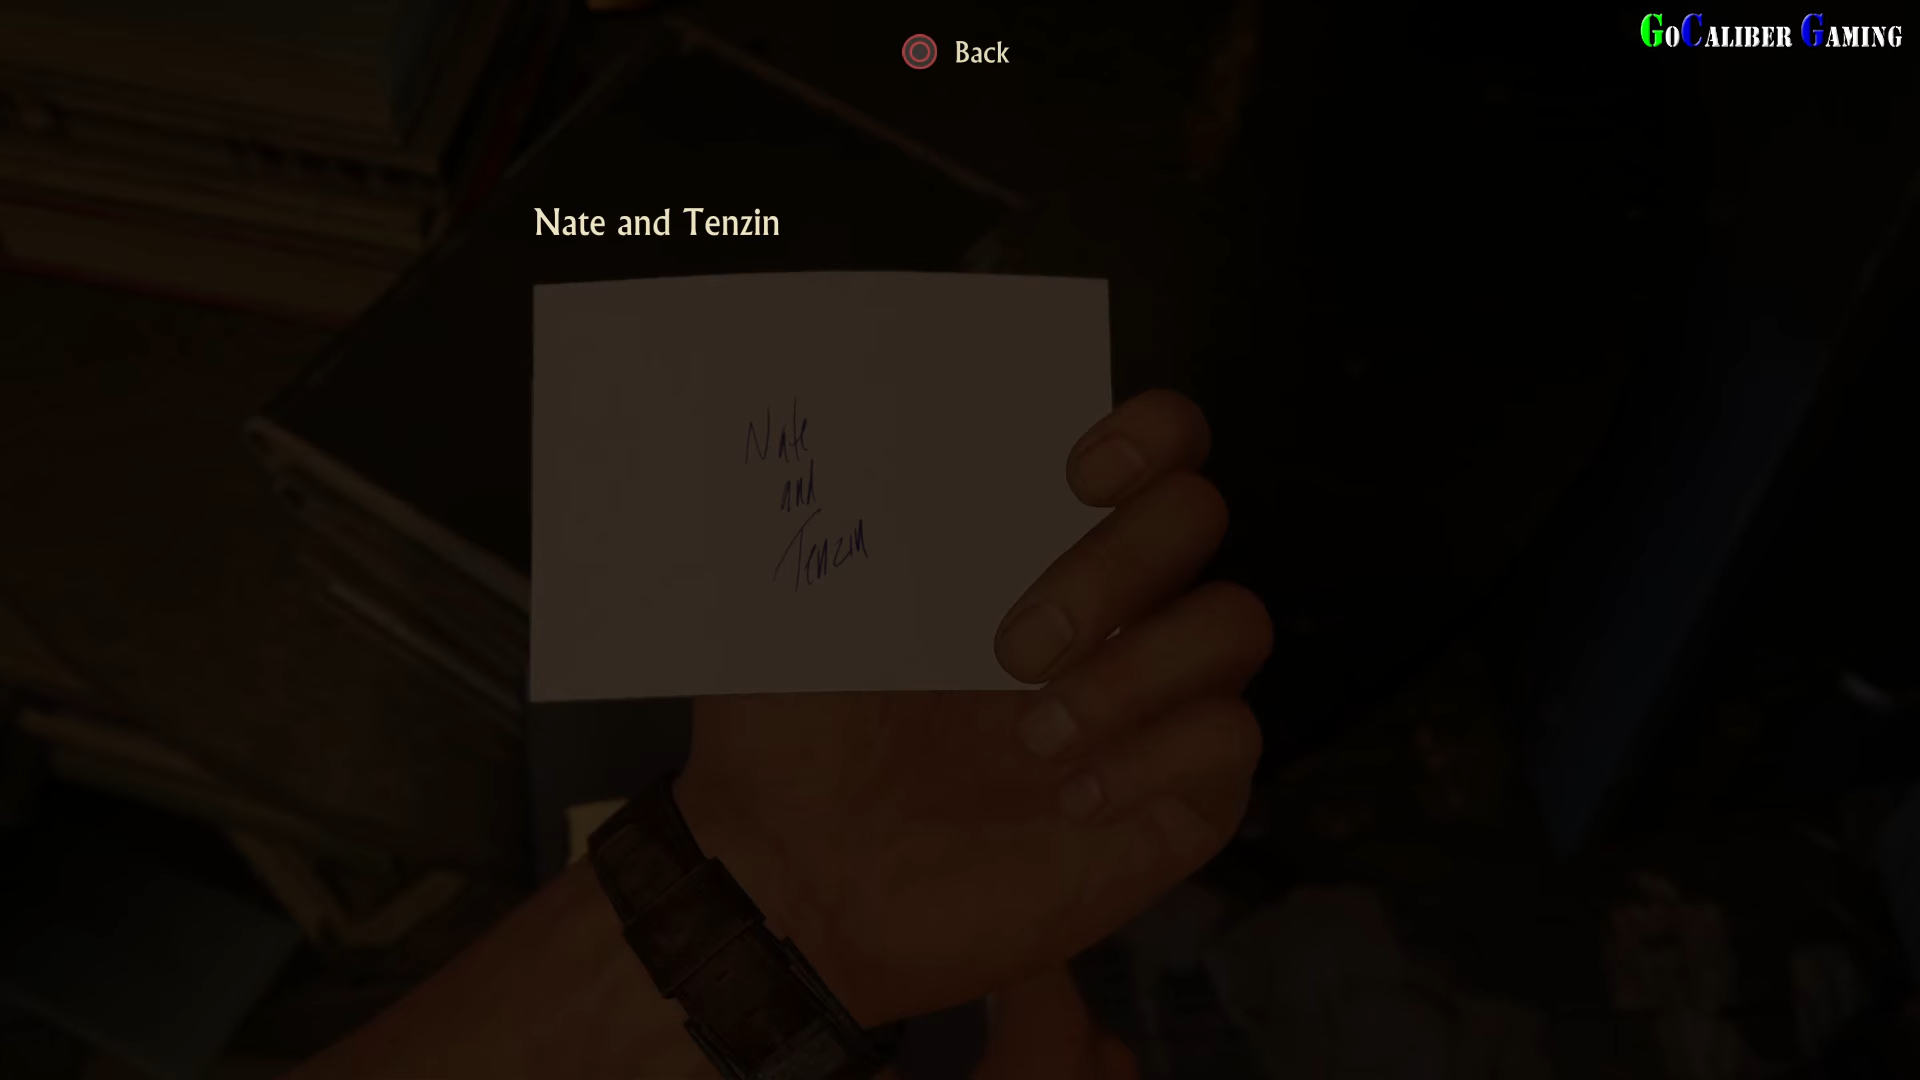 GoCaliber Gaming
Back
Nate and Tenzin
Nate
and
Tenzin